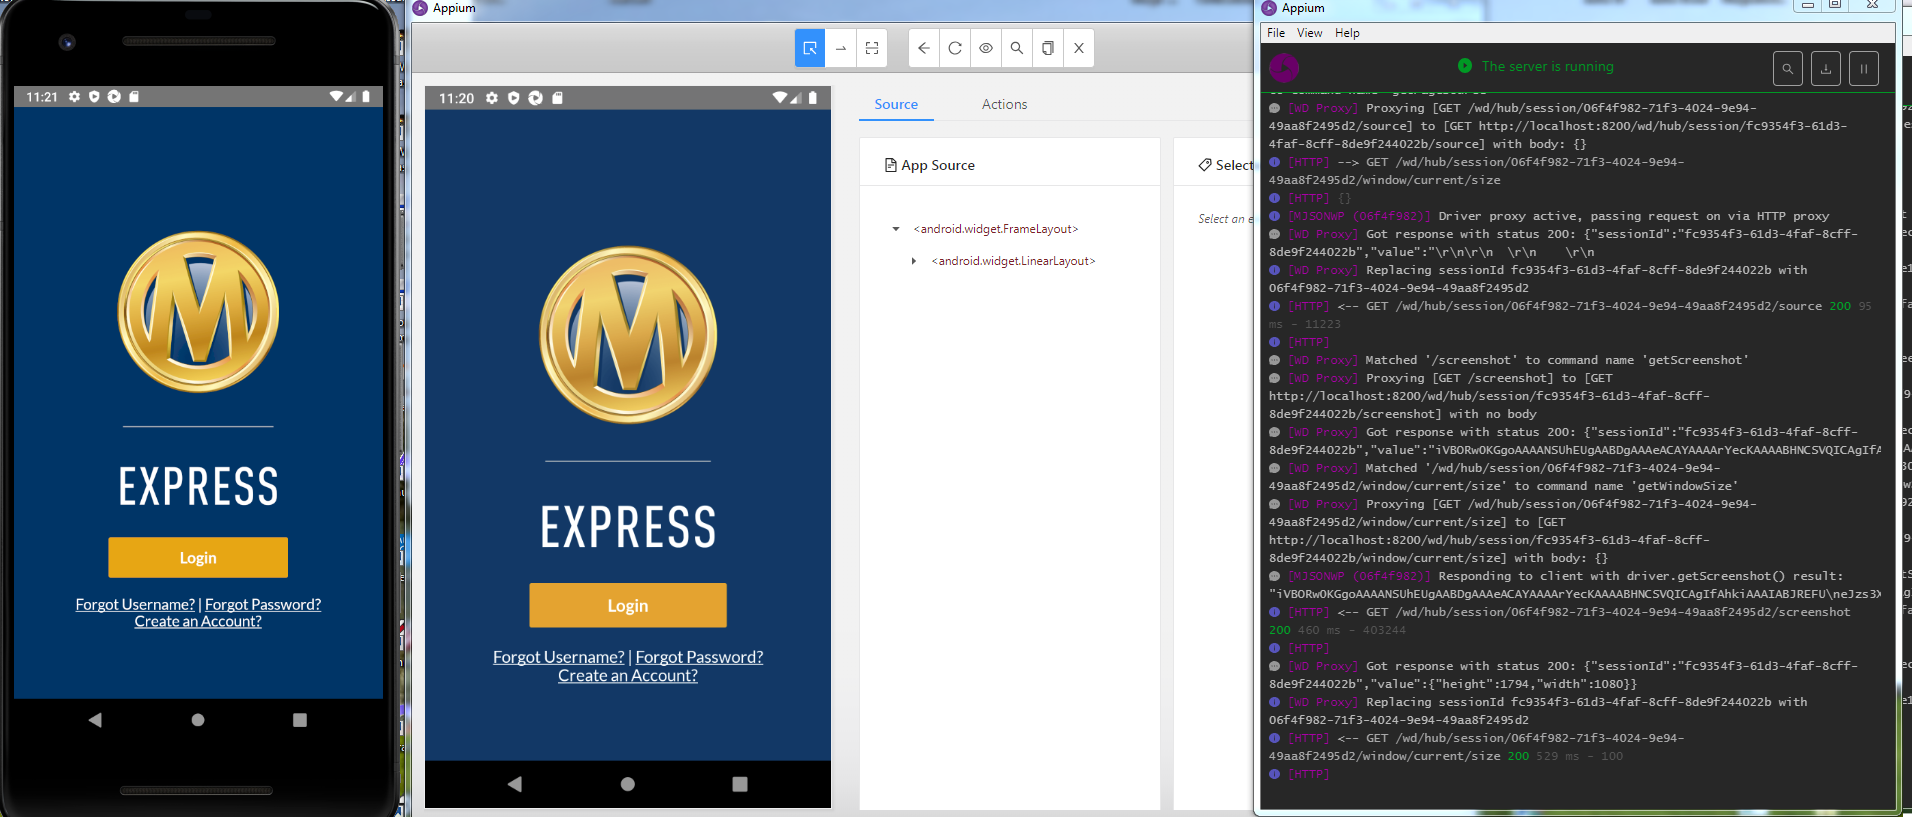 11:21
M
EXPRESS
Login
Forgot Username? | Forgot Password?
Create an Account?
Appium
11:20
M
EXPRESS
Login
Forgot Username? | Forgot Password?
Create an Account?
Source
Actions
App Source
<android.widget.FrameLayout>
<android.widget.LinearLayout>
Select
Select an e
Appium
File View Help
The server is running
[WD Proxy] Proxying [GET /wd/hub/session/06f4f982-71f3-4024-9e94-
49aa8f2495d2/source] to [GET http://localhost:8200/wd/hub/session/fc9354f3-61d3-
4faf-8cff-8de9f244022b/source] with body: {}
[HTTP] --> GET /wd/hub/session/06f4f982-71f3-4024-9e94-
49aa8f2495d2/window/current/size
[HTTP] {}
[MJSONWP (06f4f982)] Driver proxy active, passing request on via HTTP proxy
[WD Proxy] Got response with status 200: {"sessionId":"fc9354f3-61d3-4faf-8cff-
8de9f244022b","value":"\r\n\r\n  \r\n    \r\n
[WD Proxy] Replacing sessionId fc9354f3-61d3-4faf-8cff-8de9f244022b with
06f4f982-71f3-4024-9e94-49aa8f2495d2
[HTTP] <-- GET /wd/hub/session/06f4f982-71f3-4024-9e94-49aa8f2495d2/source 200 95
ms - 11223
[HTTP]
[WD Proxy] Matched '/screenshot' to command name 'getScreenshot'
[WD Proxy] Proxying [GET /screenshot] to [GET
http://localhost:8200/wd/hub/session/fc9354f3-61d3-4faf-8cff-
8de9f244022b/screenshot] with no body
[WD Proxy] Got response with status 200: {"sessionId":"fc9354f3-61d3-4faf-8cff-
8de9f244022b","value":"iVBORw0KGgoAAAANSUhEUgAABDgAAAeACAYAAAArYecKAAAABHNCSVQICAgIfA
[WD Proxy] Matched '/wd/hub/session/06f4f982-71f3-4024-9e94-
49aa8f2495d2/window/current/size' to command name 'getWindowSize'
[WD Proxy] Proxying [GET /wd/hub/session/06f4f982-71f3-4024-9e94-
49aa8f2495d2/window/current/size] to [GET
http://localhost:8200/wd/hub/session/fc9354f3-61d3-4faf-8cff-
8de9f244022b/window/current/size] with body: {}
[MJSONWP (06f4f982)] Responding to client with driver.getScreenshot() result:
"iVBORw0KGgoAAAANSUhEUgAABDgAAAeACAYAAAArYecKAAAABHNCSVQICAgIfAhkiAAAIABJREFU\neJzs3X
[HTTP] <-- GET /wd/hub/session/06f4f982-71f3-4024-9e94-49aa8f2495d2/screenshot
200 460 ms - 403244
[HTTP]
[WD Proxy] Got response with status 200: {"sessionId":"fc9354f3-61d3-4faf-8cff-
8de9f244022b","value":{"height":1794,"width":1080}}
[WD Proxy] Replacing sessionId fc9354f3-61d3-4faf-8cff-8de9f244022b with
06f4f982-71f3-4024-9e94-49aa8f2495d2
[HTTP] <-- GET /wd/hub/session/06f4f982-71f3-4024-9e94-
49aa8f2495d2/window/current/size 200 529 ms - 100
[HTTP]